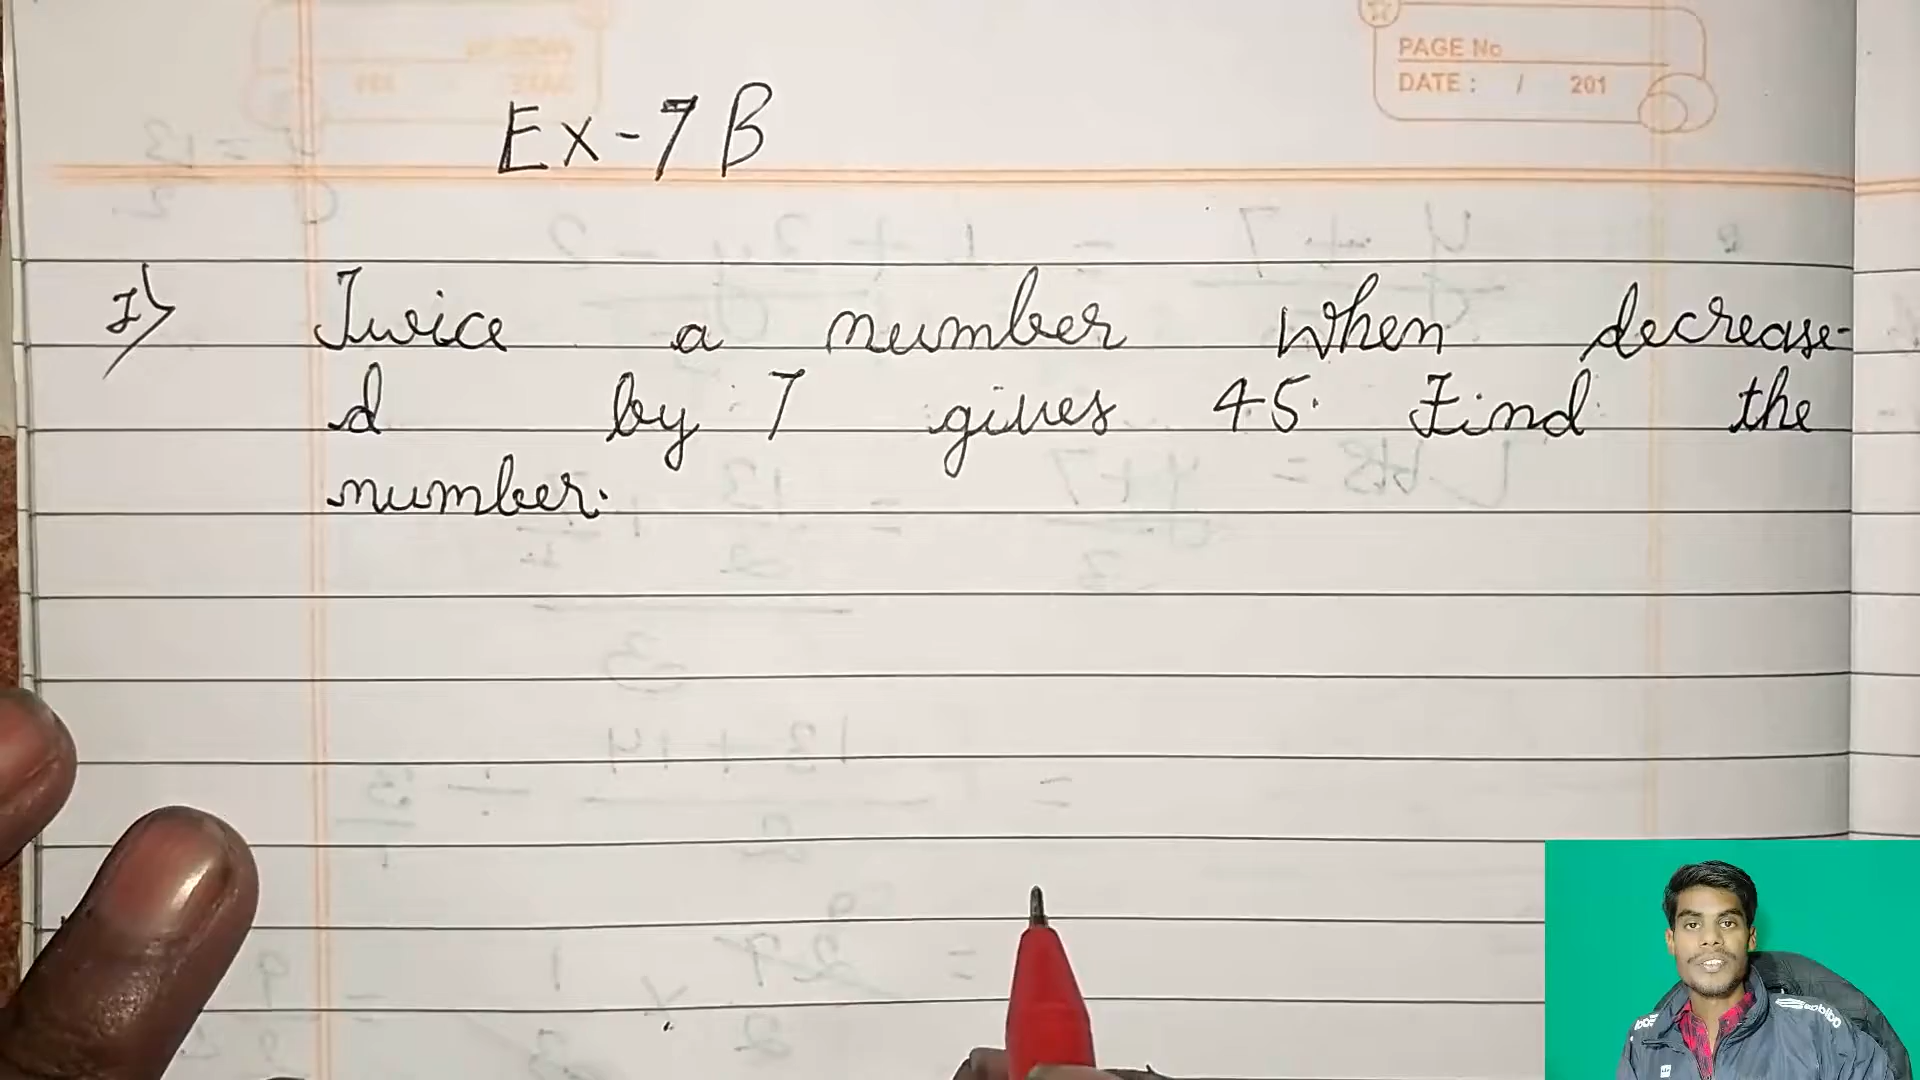 PAGE No
DATE : / 201
Ex-7B
1) Twice a number when decrease-
d by 7 gives 45. Find the
number.